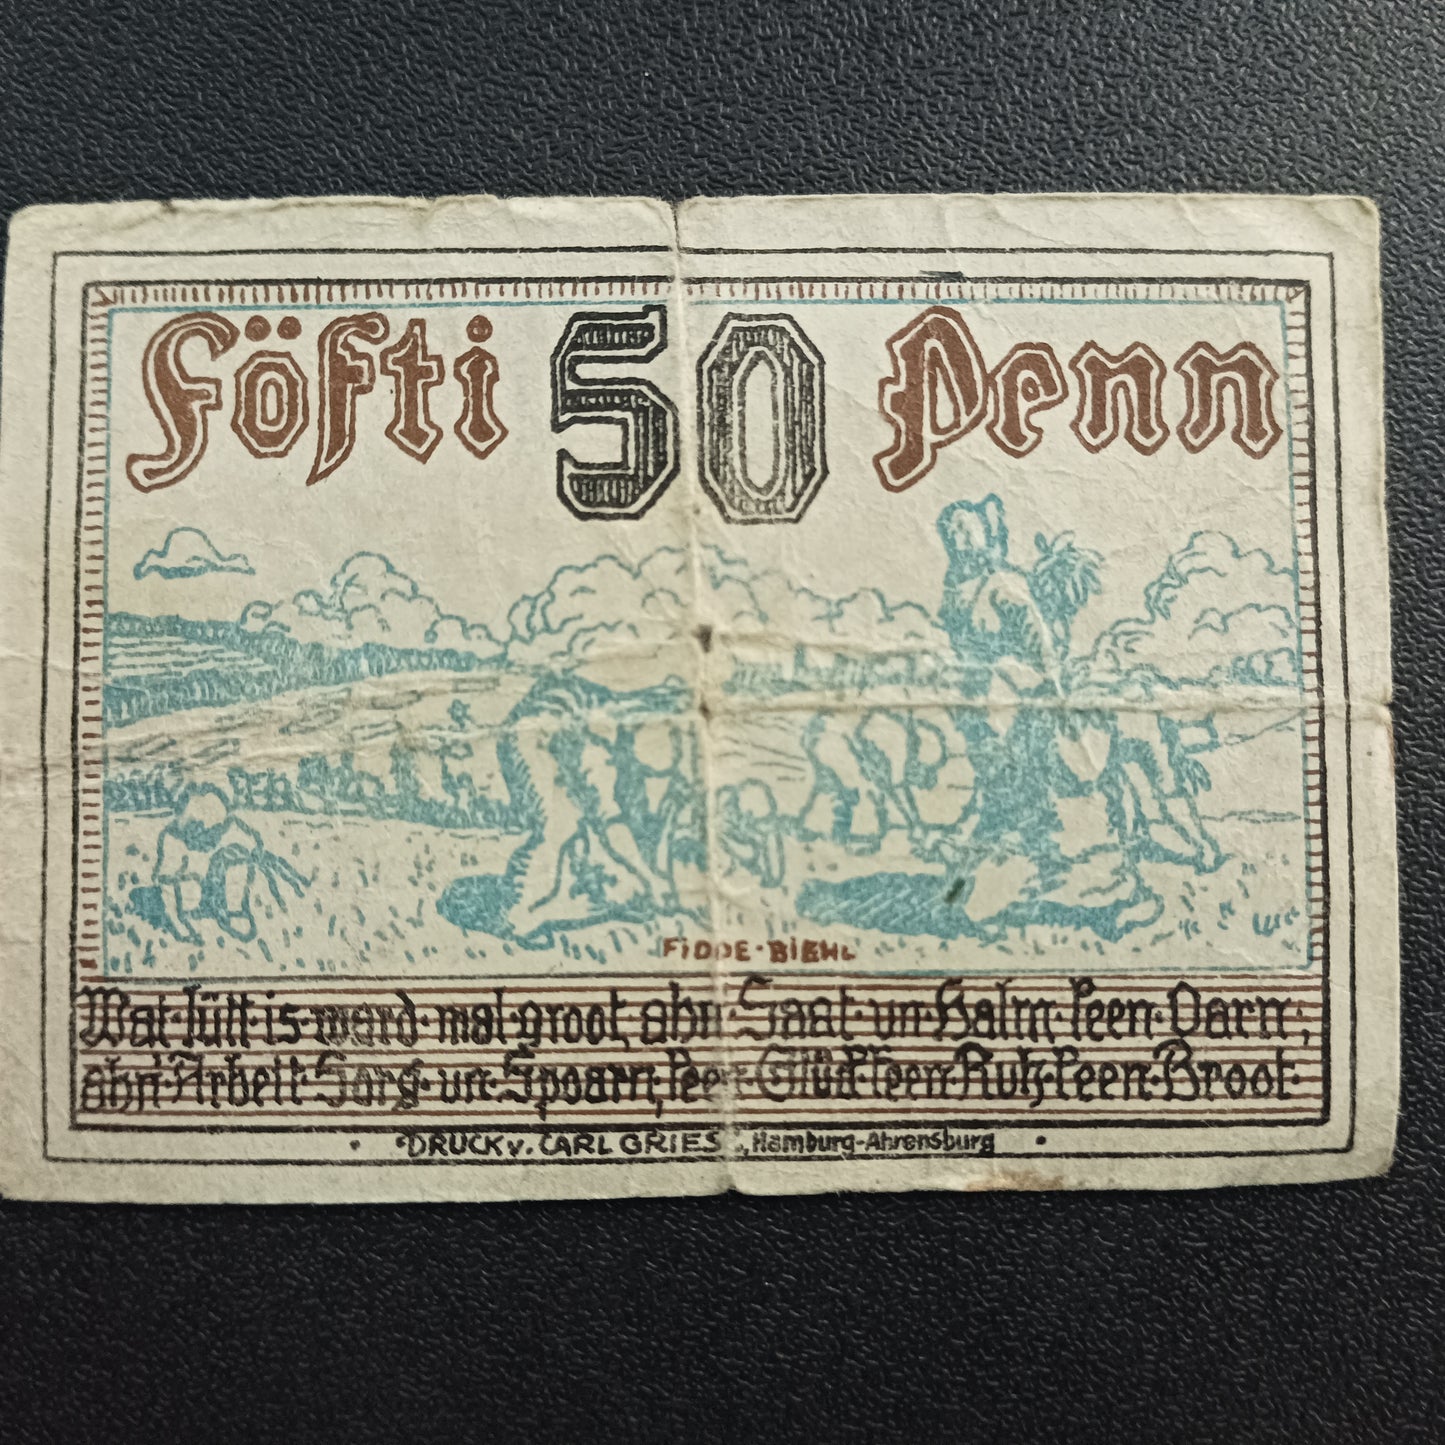 Föfti 50 Penn
FIDDE·BIEHL
Wat·lütt·is·ward·mal·groot, ahn·Saat·un·Halm·keen·Oarn;
ahn'·Arbeit·Sorg·un·Spoarn, keen·Glück·keen·Ruh·keen·Broot·
· DRUCK v. CARL GRIESE, Hamburg-Ahrensburg ·